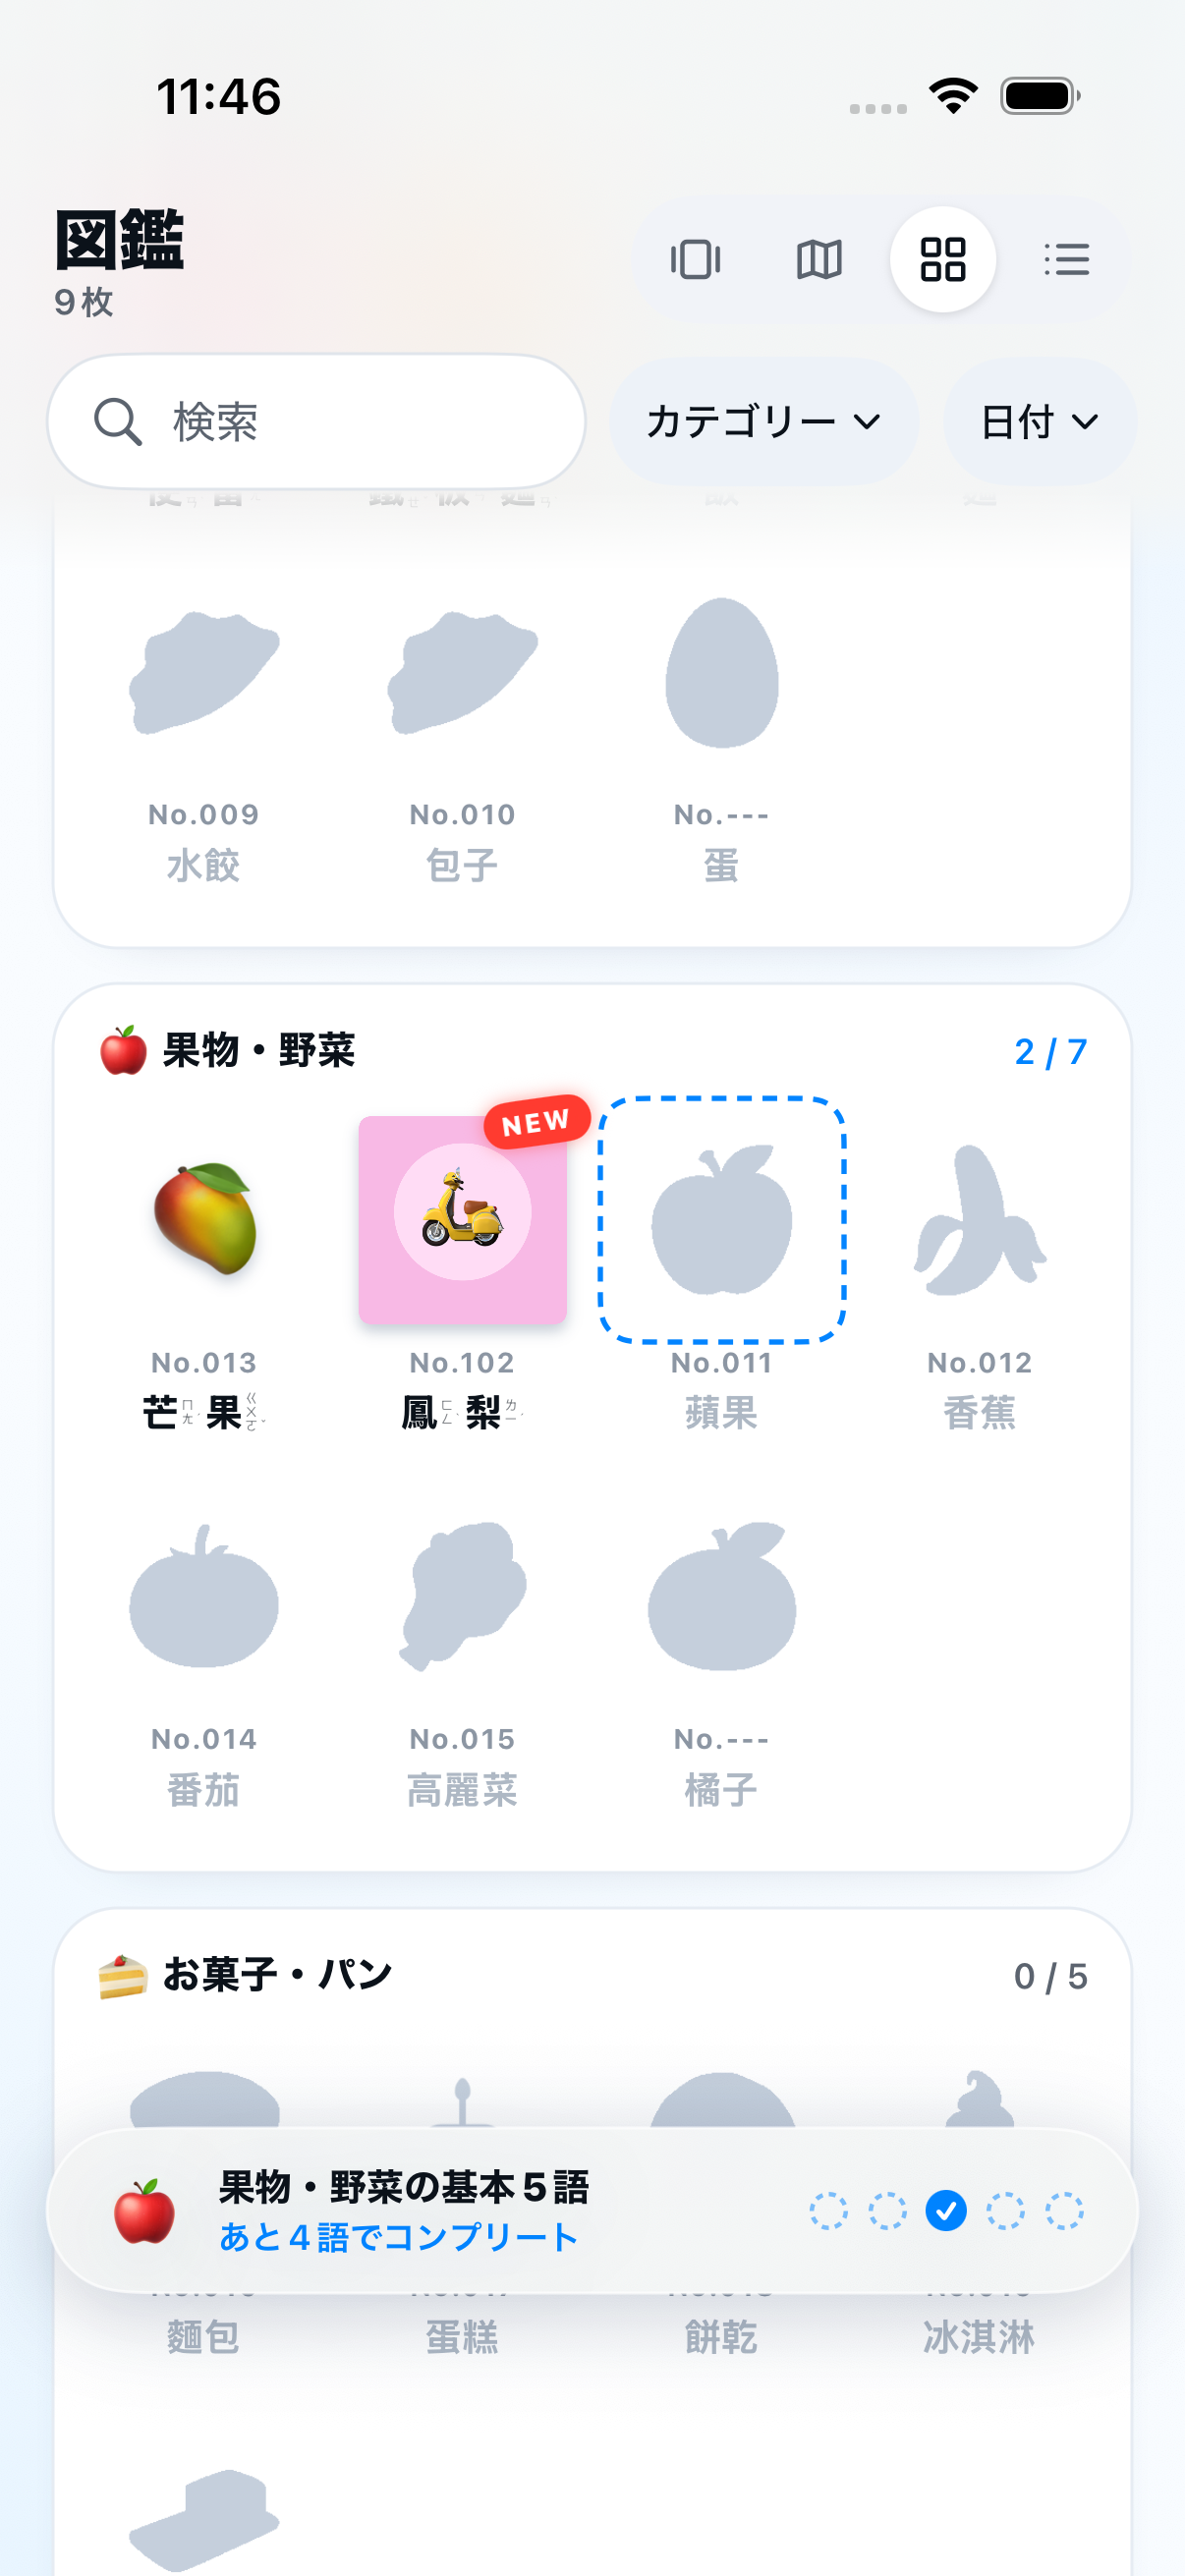 11:46
図鑑
9枚
検索
カテゴリー
日付
No.009
No.010
No.---
水餃
包子
蛋
果物・野菜
2 / 7
NEW
No.013
No.102
No.011
No.012
芒果
鳳梨
蘋果
香蕉
No.014
No.015
No.---
番茄
高麗菜
橘子
お菓子・パン
0 / 5
果物・野菜の基本5語
あと4語でコンプリート
麵包
蛋糕
餅乾
冰淇淋